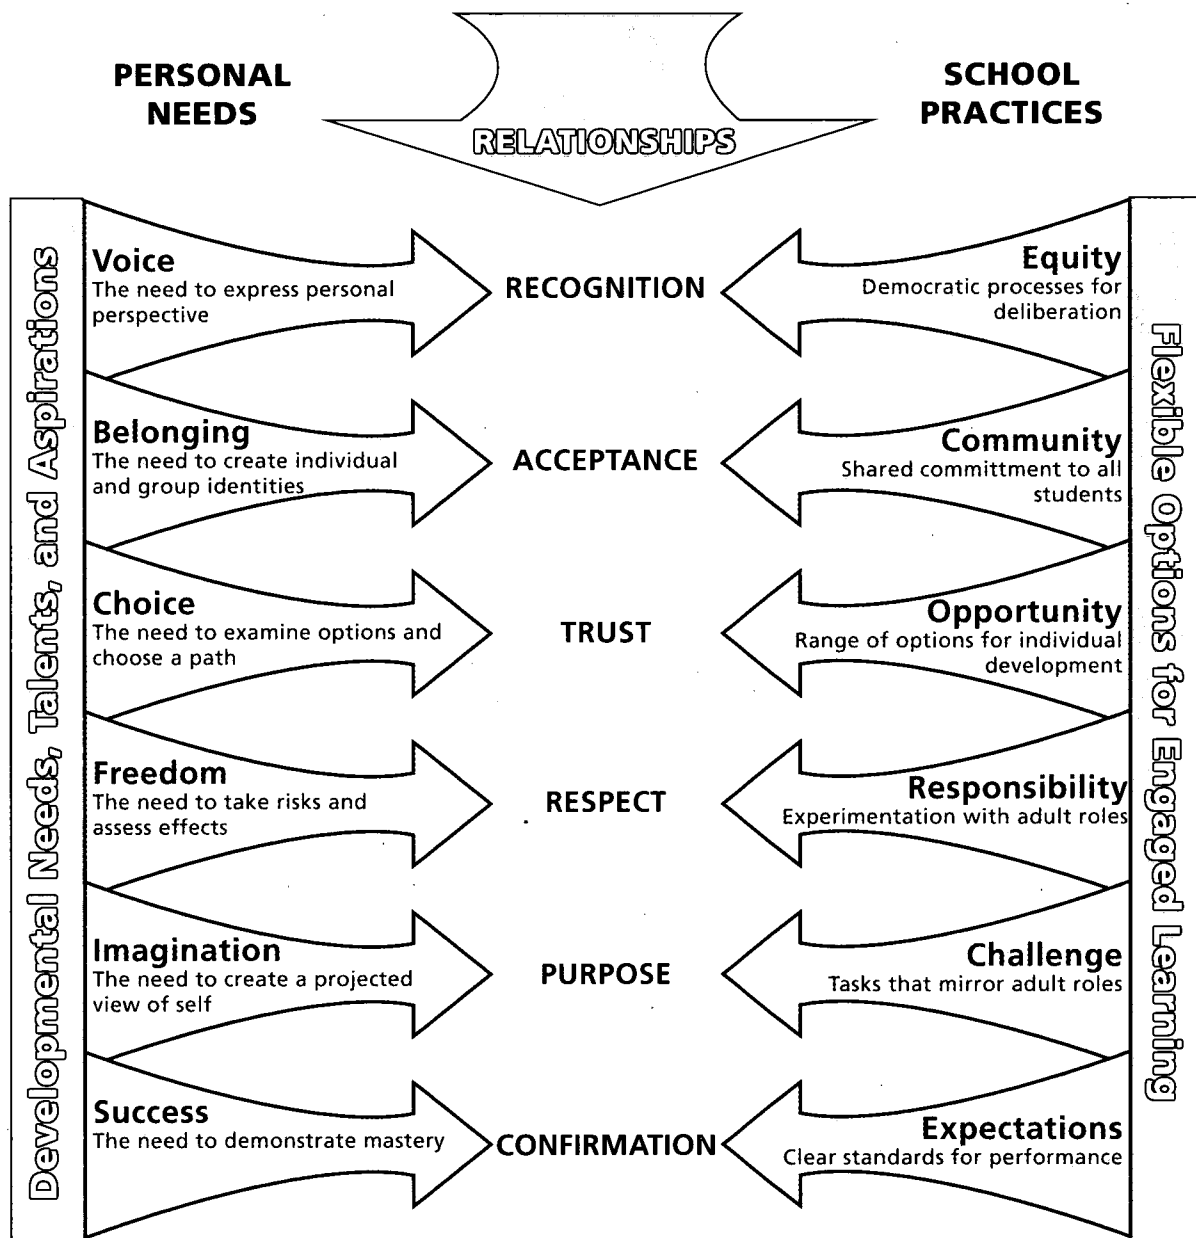 PERSONAL
NEEDS
RELATIONSHIPS
SCHOOL
PRACTICES
Developmental Needs, Talents, and Aspirations
Voice
The need to express personal
perspective
RECOGNITION
Equity
Democratic processes for
deliberation
Belonging
The need to create individual
and group identities
ACCEPTANCE
Community
Shared committment to all
students
Choice
The need to examine options and
choose a path
TRUST
Opportunity
Range of options for individual
development
Freedom
The need to take risks and
assess effects
RESPECT
Responsibility
Experimentation with adult roles
Imagination
The need to create a projected
view of self
PURPOSE
Challenge
Tasks that mirror adult roles
Success
The need to demonstrate mastery
CONFIRMATION
Expectations
Clear standards for performance
Flexible Options for Engaged Learning